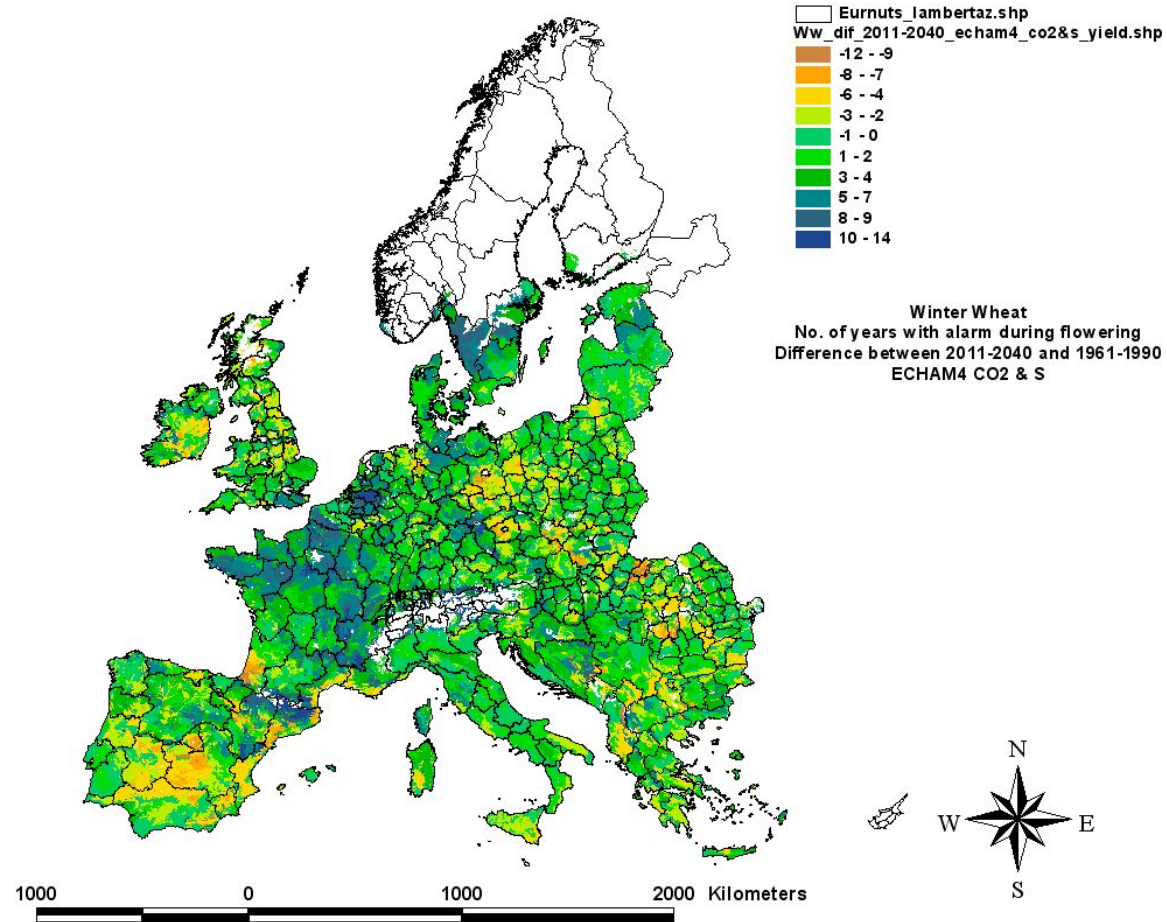 Eurnuts_lambertaz.shp
Ww_dif_2011-2040_echam4_co2&s_yield.shp
-12 - -9
-8 - -7
-6 - -4
-3 - -2
-1 - 0
1 - 2
3 - 4
5 - 7
8 - 9
10 - 14
Winter Wheat
No. of years with alarm during flowering
Difference between 2011-2040 and 1961-1990
ECHAM4 CO2 & S
N
W E
S
1000 0 1000 2000 Kilometers